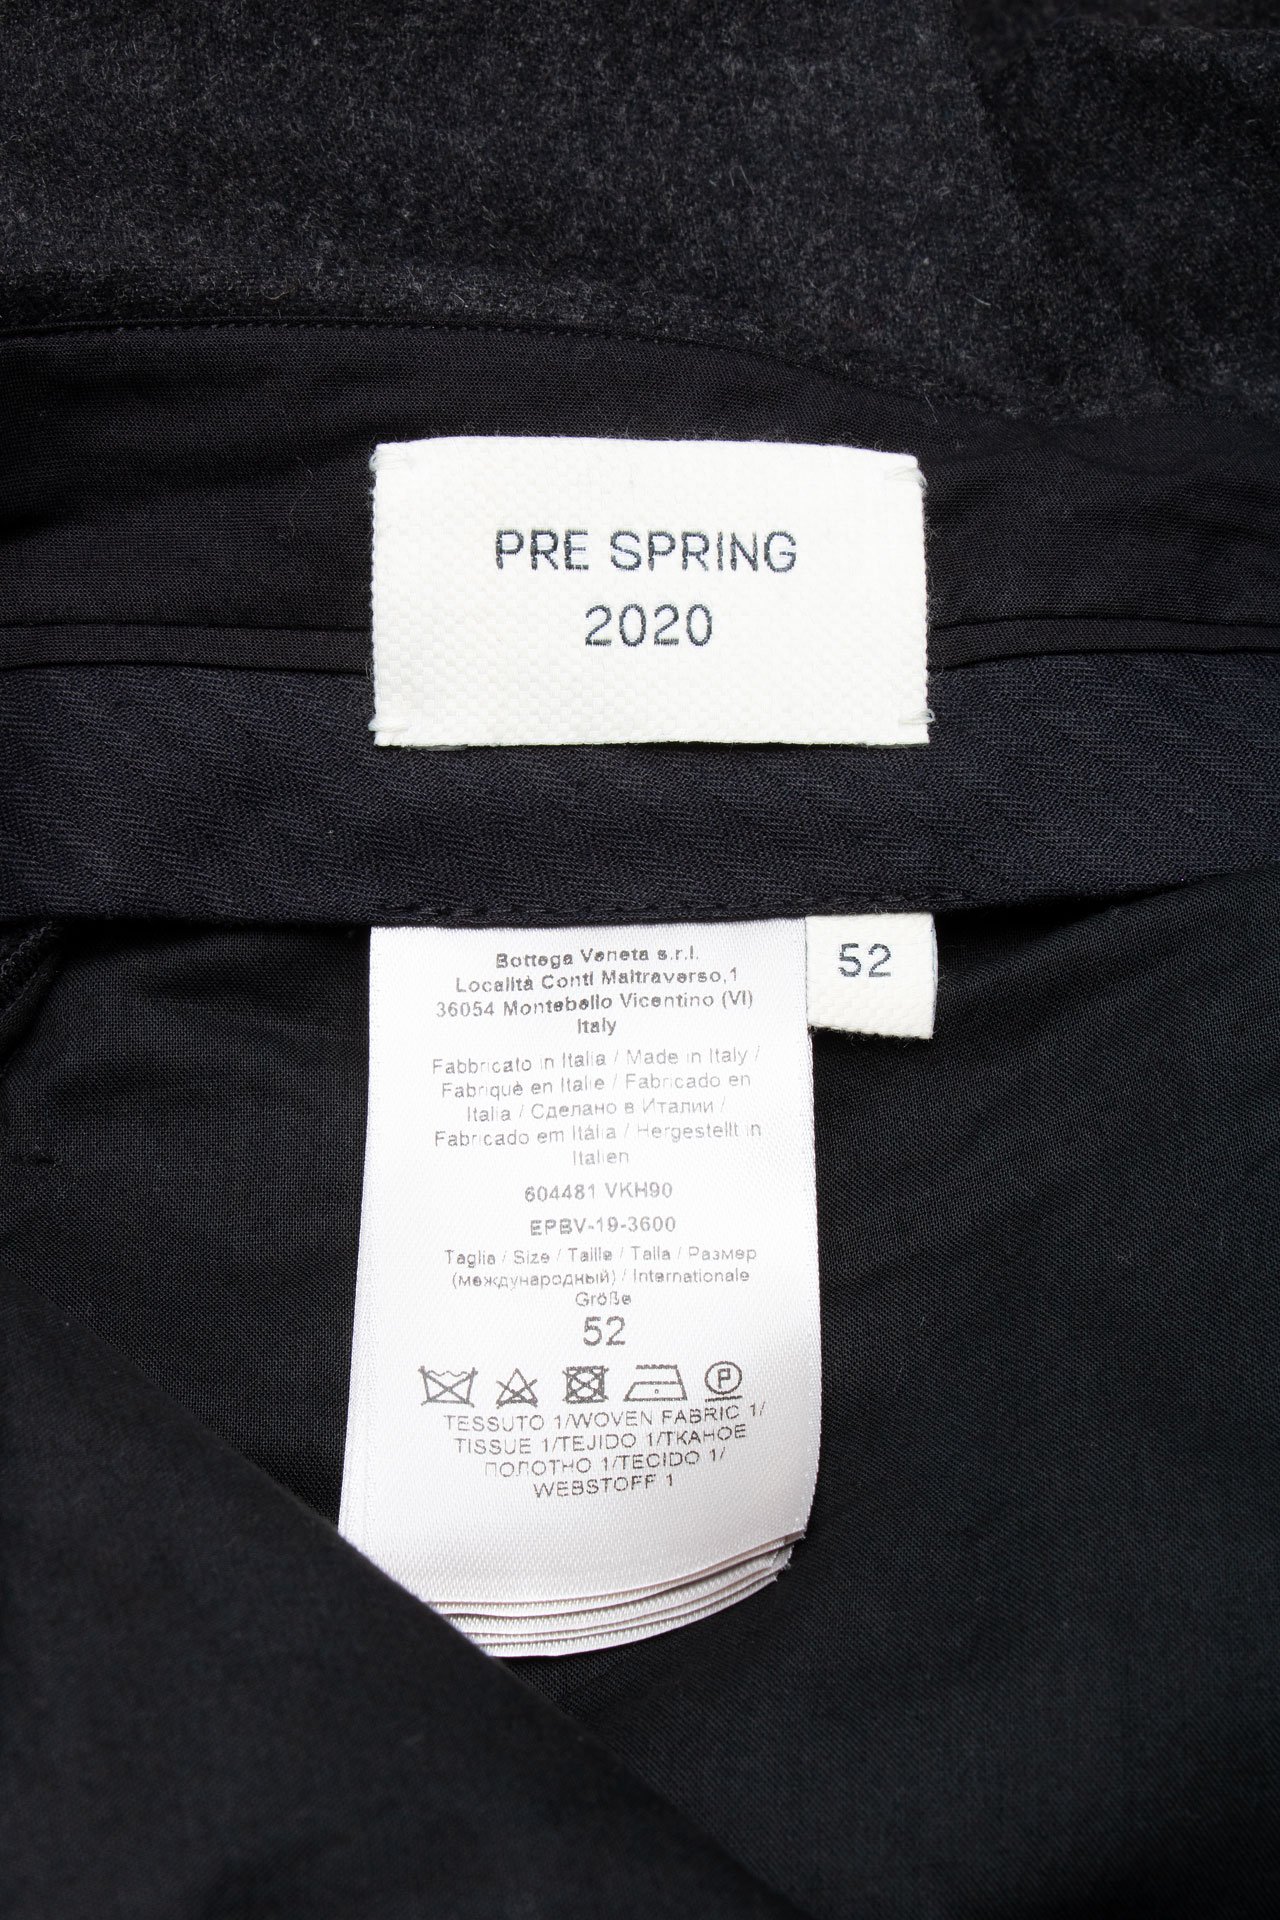 PRE SPRING
2020
52
Bottega Veneta s.r.l.
Località Conti Maltraverso,1
36054 Montebello Vicentino (VI)
Italy
Fabbricato in Italia / Made in Italy /
Fabriqué en Italie / Fabricado en
Italia / Сделано в Италии /
Fabricado em Itália / Hergestellt in
Italien
604481 VKH90
EPBV-19-3600
Taglia / Size / Taille / Talla / Размер
(международный) / Internationale
Größe
52
P
TESSUTO 1/WOVEN FABRIC 1/
TISSUE 1/TEJIDO 1/ТКАНОЕ
ПОЛОТНО 1/TECIDO 1/
WEBSTOFF 1